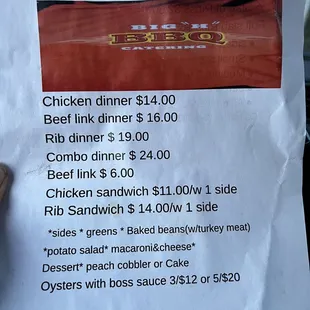 BIG "H"
BBQ
CATERING
Chicken dinner $14.00
Beef link dinner $ 16.00
Rib dinner $ 19.00
Combo dinner $ 24.00
Beef link $ 6.00
Chicken sandwich $11.00/w 1 side
Rib Sandwich $ 14.00/w 1 side
*sides * greens * Baked beans(w/turkey meat)
*potato salad* macaroni&cheese*
Dessert* peach cobbler or Cake
Oysters with boss sauce 3/$12 or 5/$20